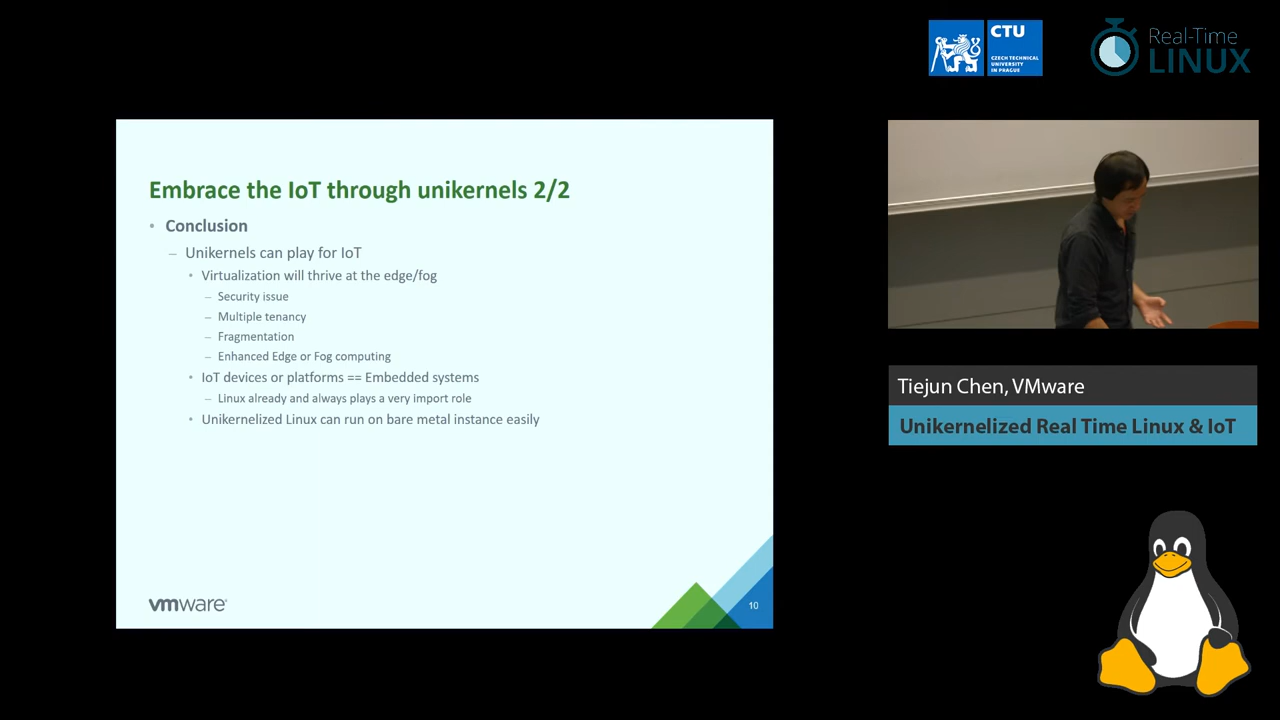 CTU
CZECH TECHNICAL
UNIVERSITY
IN PRAGUE
Real-Time
LINUX
Embrace the IoT through unikernels 2/2
• Conclusion
– Unikernels can play for IoT
• Virtualization will thrive at the edge/fog
– Security issue
– Multiple tenancy
– Fragmentation
– Enhanced Edge or Fog computing
• IoT devices or platforms == Embedded systems
– Linux already and always plays a very import role
• Unikernelized Linux can run on bare metal instance easily
vmware
10
Tiejun Chen, VMware
Unikernelized Real Time Linux & IoT